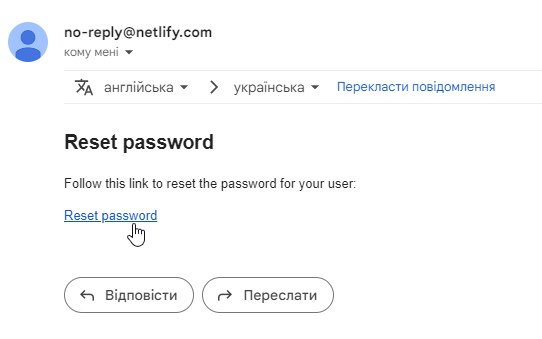 no-reply@netlify.com
кому мені
англійська українська Перекласти повідомлення
Reset password
Follow this link to reset the password for your user:
Reset password
Відповісти Переслати